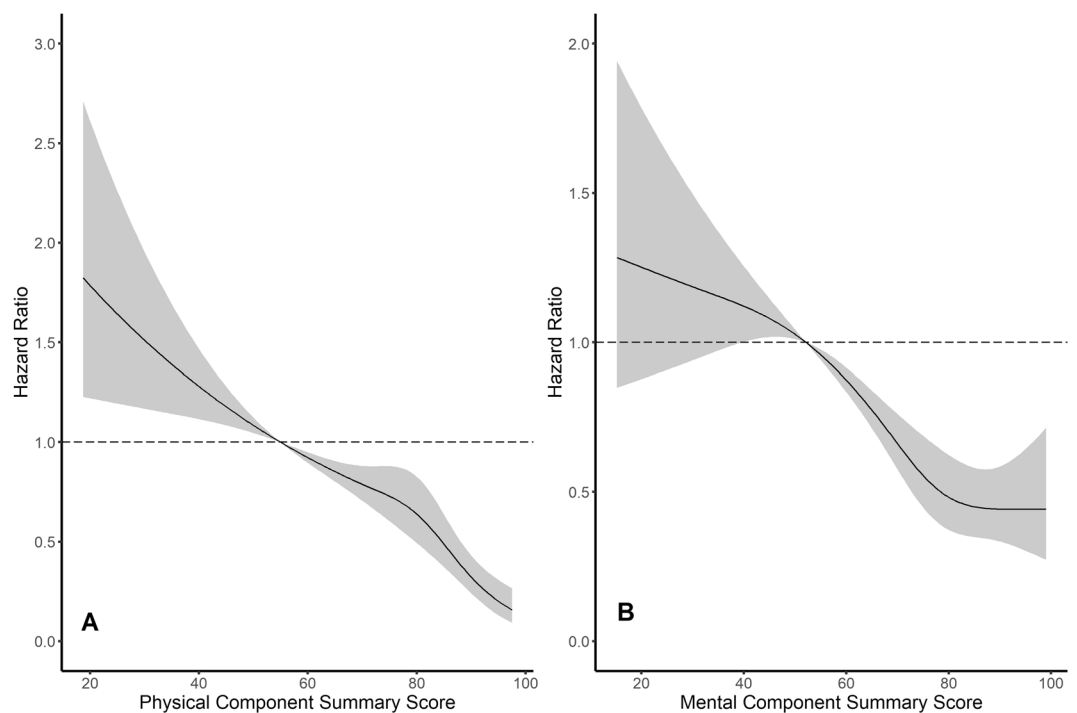 Hazard Ratio
3.0
2.5
2.0
1.5
1.0
0.5
0.0
A
20 40 60 80 100
Physical Component Summary Score
Hazard Ratio
2.0
1.5
1.0
0.5
0.0
B
20 40 60 80 100
Mental Component Summary Score